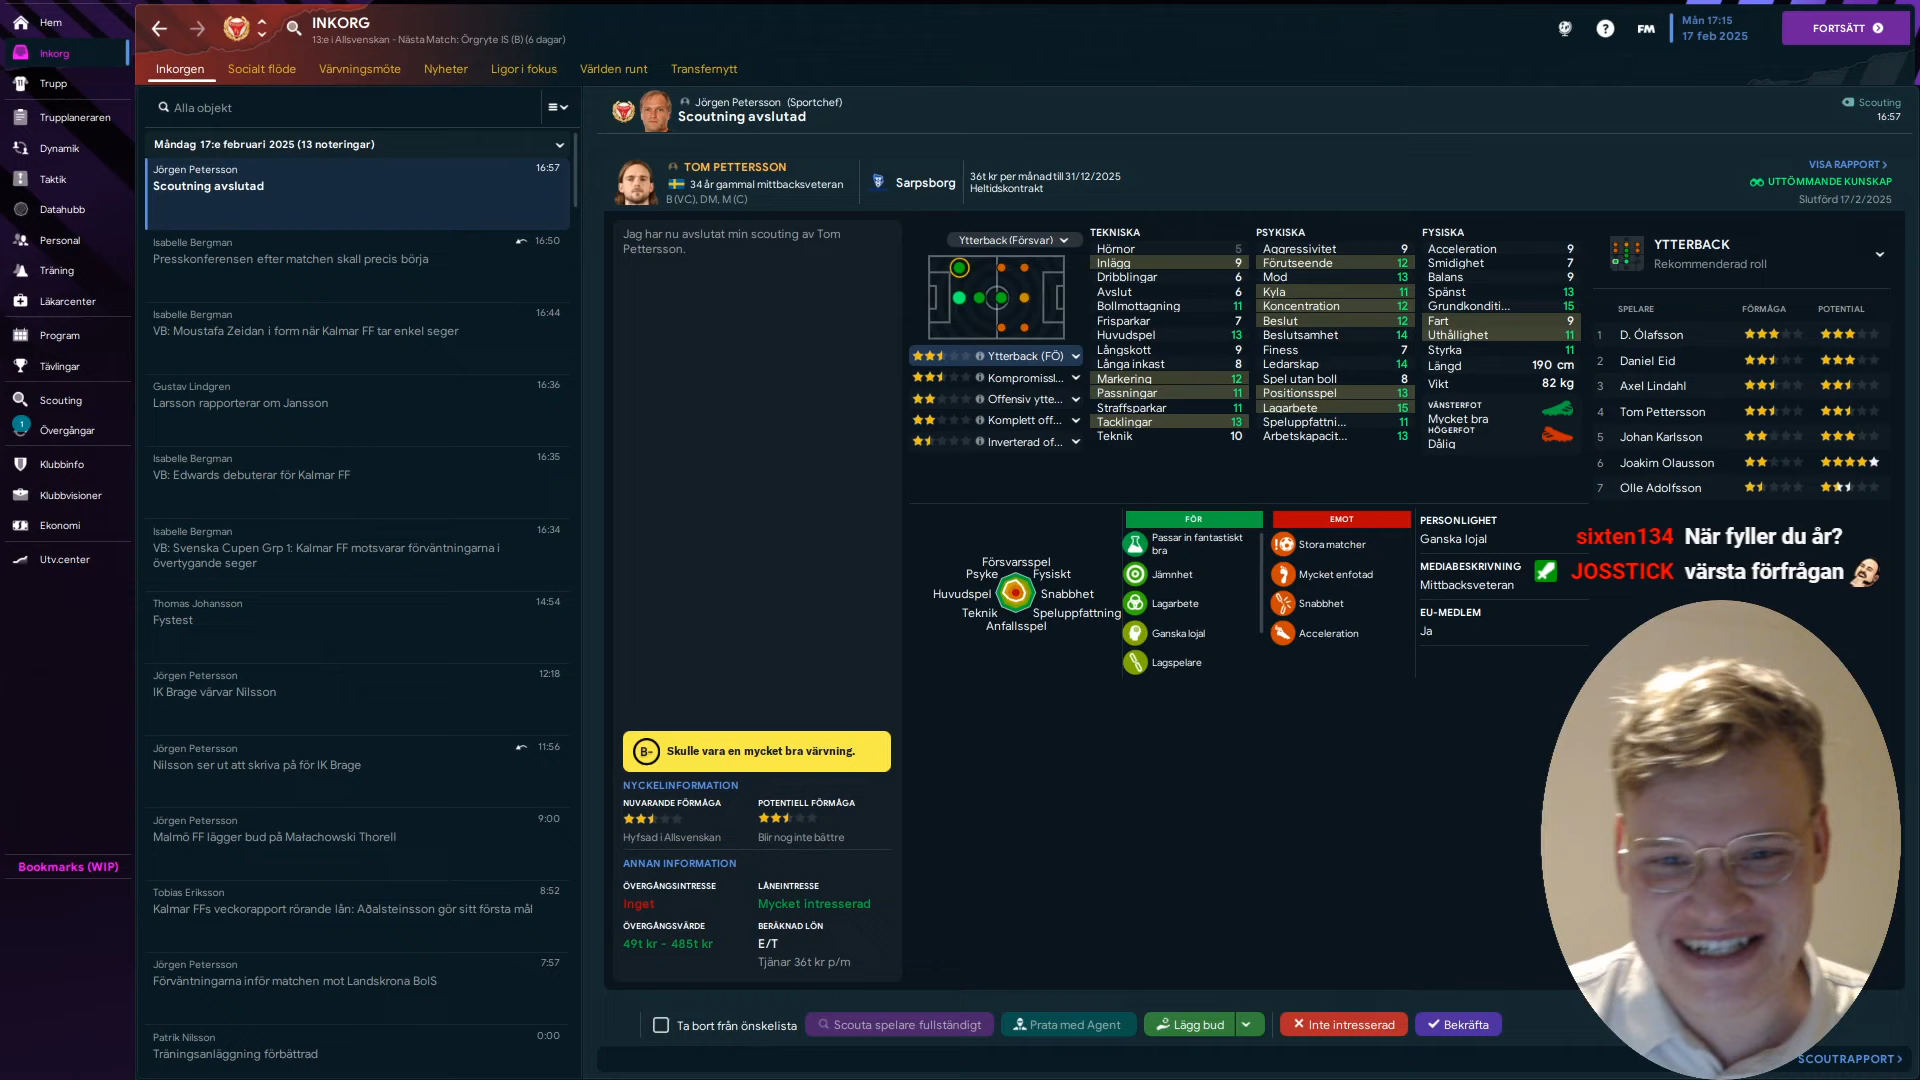 Hem
Inkorg
Trupp
Trupplaneraren
Dynamik
Taktik
Datahubb
Personal
Träning
Läkarcenter
Program
Tävlingar
Scouting
1
Övergångar
Klubbinfo
Klubbvisioner
Ekonomi
Utv.center
Bookmarks (WIP)
INKORG
13:e i Allsvenskan - Nästa Match: Örgryte IS (B) (6 dagar)
FM
Mån 17:15
17 feb 2025
FORTSÄTT
Inkorgen Socialt flöde Värvningsmöte Nyheter Ligor i fokus Världen runt Transfernytt
Alla objekt
Måndag 17:e februari 2025 (13 noteringar)
Jörgen Petersson 16:57
Scoutning avslutad
Isabelle Bergman 16:50
Presskonferensen efter matchen skall precis börja
Isabelle Bergman 16:44
VB: Moustafa Zeidan i form när Kalmar FF tar enkel seger
Gustav Lindgren 16:36
Larsson rapporterar om Jansson
Isabelle Bergman 16:35
VB: Edwards debuterar för Kalmar FF
Isabelle Bergman 16:34
VB: Svenska Cupen Grp 1: Kalmar FF motsvarar förväntningarna i
övertygande seger
Thomas Johansson 14:54
Fystest
Jörgen Petersson 12:18
IK Brage värvar Nilsson
Jörgen Petersson 11:56
Nilsson ser ut att skriva på för IK Brage
Jörgen Petersson 9:00
Malmö FF lägger bud på Małachowski Thorell
Tobias Eriksson 8:52
Kalmar FFs veckorapport rörande lån: Aðalsteinsson gör sitt första mål
Jörgen Petersson 7:57
Förväntningarna inför matchen mot Landskrona BoIS
Patrik Nilsson 0:00
Träningsanläggning förbättrad
Jörgen Petersson (Sportchef)
Scoutning avslutad
Scouting
16:57
TOM PETTERSSON
34 år gammal mittbacksveteran
B (VC), DM, M (C)
Sarpsborg
36t kr per månad till 31/12/2025
Heltidskontrakt
VISA RAPPORT
UTTÖMMANDE KUNSKAP
Slutförd 17/2/2025
Jag har nu avslutat min scouting av Tom
Pettersson.
B- Skulle vara en mycket bra värvning.
NYCKELINFORMATION
NUVARANDE FÖRMÅGA POTENTIELL FÖRMÅGA
Hyfsad i Allsvenskan Blir nog inte bättre
ANNAN INFORMATION
ÖVERGÅNGSINTRESSE LÅNEINTRESSE
Inget Mycket intresserad
ÖVERGÅNGSVÄRDE BERÄKNAD LÖN
49t kr - 485t kr E/T
Tjänar 36t kr p/m
Ytterback (Försvar)
Ytterback (FÖ)
Kompromissl...
Offensiv ytte...
Komplett off...
Inverterad of...
TEKNISKA
Hörnor 5
Inlägg 9
Dribblingar 6
Avslut 6
Bollmottagning 11
Frisparkar 7
Huvudspel 13
Långskott 9
Långa inkast 8
Markering 12
Passningar 11
Straffsparkar 11
Tacklingar 13
Teknik 10
PSYKISKA
Aggressivitet 9
Förutseende 12
Mod 13
Kyla 11
Koncentration 12
Beslut 12
Beslutsamhet 14
Finess 7
Ledarskap 14
Spel utan boll 8
Positionsspel 13
Lagarbete 15
Speluppfattni... 11
Arbetskapacit... 13
FYSISKA
Acceleration 9
Smidighet 7
Balans 9
Spänst 13
Grundkonditi... 15
Fart 9
Uthållighet 11
Styrka 11
Längd 190 cm
Vikt 82 kg
VÄNSTERFOT
Mycket bra
HÖGERFOT
Dålig
YTTERBACK
Rekommenderad roll
SPELARE FÖRMÅGA POTENTIAL
1 D. Ólafsson
2 Daniel Eid
3 Axel Lindahl
4 Tom Pettersson
5 Johan Karlsson
6 Joakim Olausson
7 Olle Adolfsson
Försvarsspel
Psyke Fysiskt
Huvudspel Snabbhet
Teknik Speluppfattning
Anfallsspel
FÖR
Passar in fantastiskt
bra
Jämnhet
Lagarbete
Ganska lojal
Lagspelare
EMOT
Stora matcher
Mycket enfotad
Snabbhet
Acceleration
PERSONLIGHET
Ganska lojal
MEDIABESKRIVNING
Mittbacksveteran
EU-MEDLEM
Ja
sixten134 När fyller du år?
JOSSTICK värsta förfrågan
Ta bort från önskelista
Scouta spelare fullständigt
Prata med Agent
Lägg bud
Inte intresserad
Bekräfta
SCOUTRAPPORT